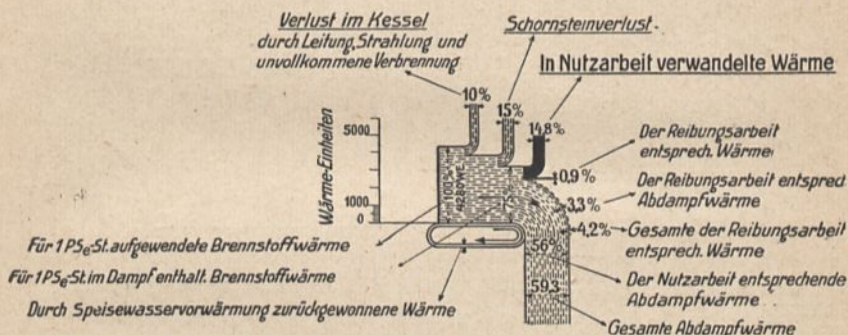 Verlust im Kessel
durch Leitung, Strahlung und
unvollkommene Verbrennung
Schornsteinverlust.
In Nutzarbeit verwandelte Wärme
10%
15%
14,8%
Wärme-Einheiten
5000
1000
0
100%
4280WE
75%
0,9%
3,3%
4,2%
56%
59,3
Der Reibungsarbeit
entsprech. Wärme
Der Reibungsarbeit entsprech
Abdampfwärme
Gesamte der Reibungsarbeit
entsprech. Wärme
Der Nutzarbeit entsprechende
Abdampfwärme
Gesamte Abdampfwärme
Für 1 PSe-St. aufgewendete Brennstoffwärme
Für 1 PSe-St. im Dampf enthalt. Brennstoffwärme
Durch Speisewasservorwärmung zurückgewonnene Wärme